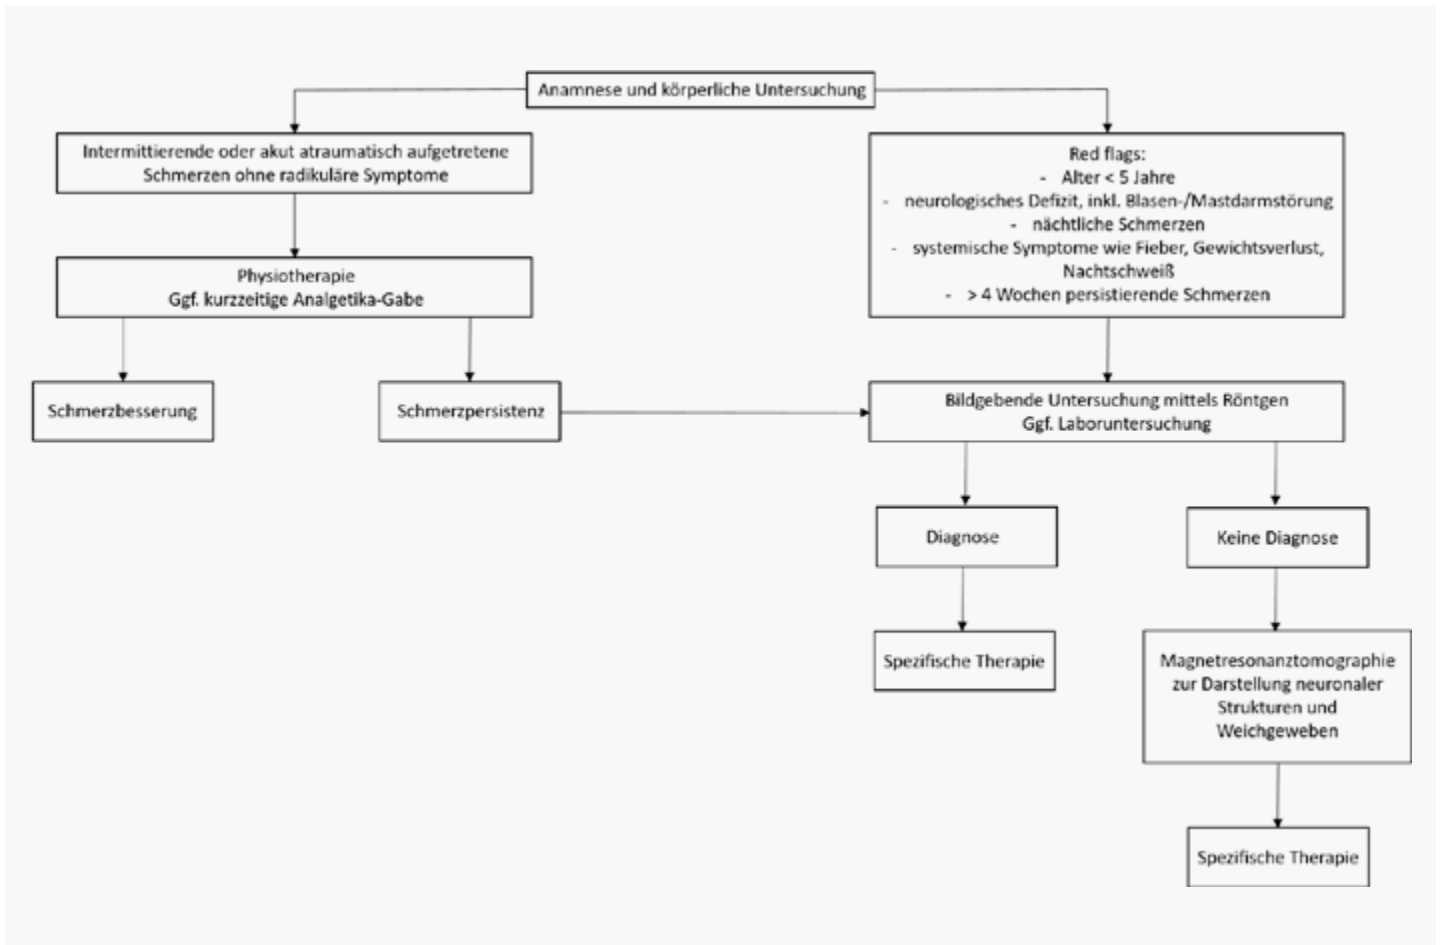 Anamnese und körperliche Untersuchung
Intermittierende oder akut atraumatisch aufgetretene
Schmerzen ohne radikuläre Symptome
Red flags:
- Alter < 5 Jahre
- neurologisches Defizit, inkl. Blasen-/Mastdarmstörung
- nächtliche Schmerzen
- systemische Symptome wie Fieber, Gewichtsverlust,
Nachtschweiß
- > 4 Wochen persistierende Schmerzen
Physiotherapie
Ggf. kurzzeitige Analgetika-Gabe
Schmerzbesserung
Schmerzpersistenz
Bildgebende Untersuchung mittels Röntgen
Ggf. Laboruntersuchung
Diagnose
Keine Diagnose
Spezifische Therapie
Magnetresonanztomographie
zur Darstellung neuronaler
Strukturen und
Weichgeweben
Spezifische Therapie